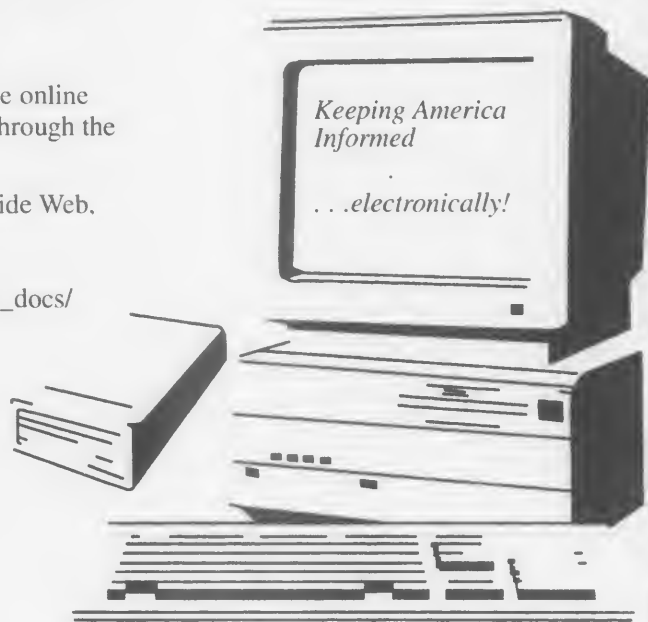 e online
hrough the
ide Web,
_docs/
Keeping America
Informed
.
. . .electronically!